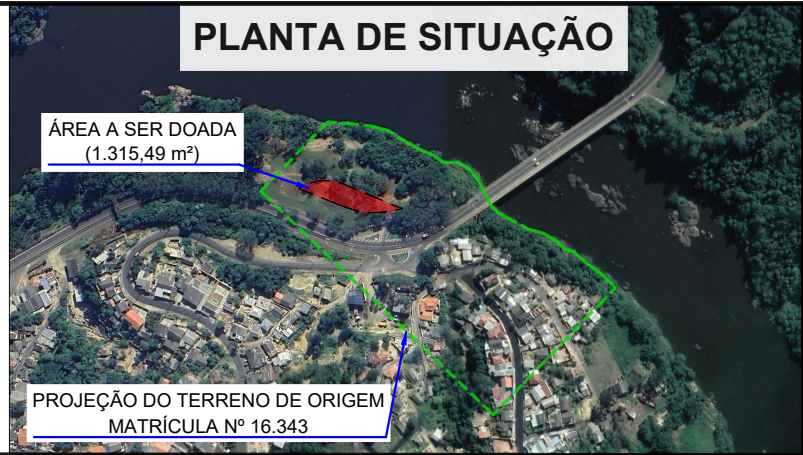 PLANTA DE SITUAÇÃO
ÁREA A SER DOADA
(1.315,49 m²)
PROJEÇÃO DO TERRENO DE ORIGEM
MATRÍCULA Nº 16.343